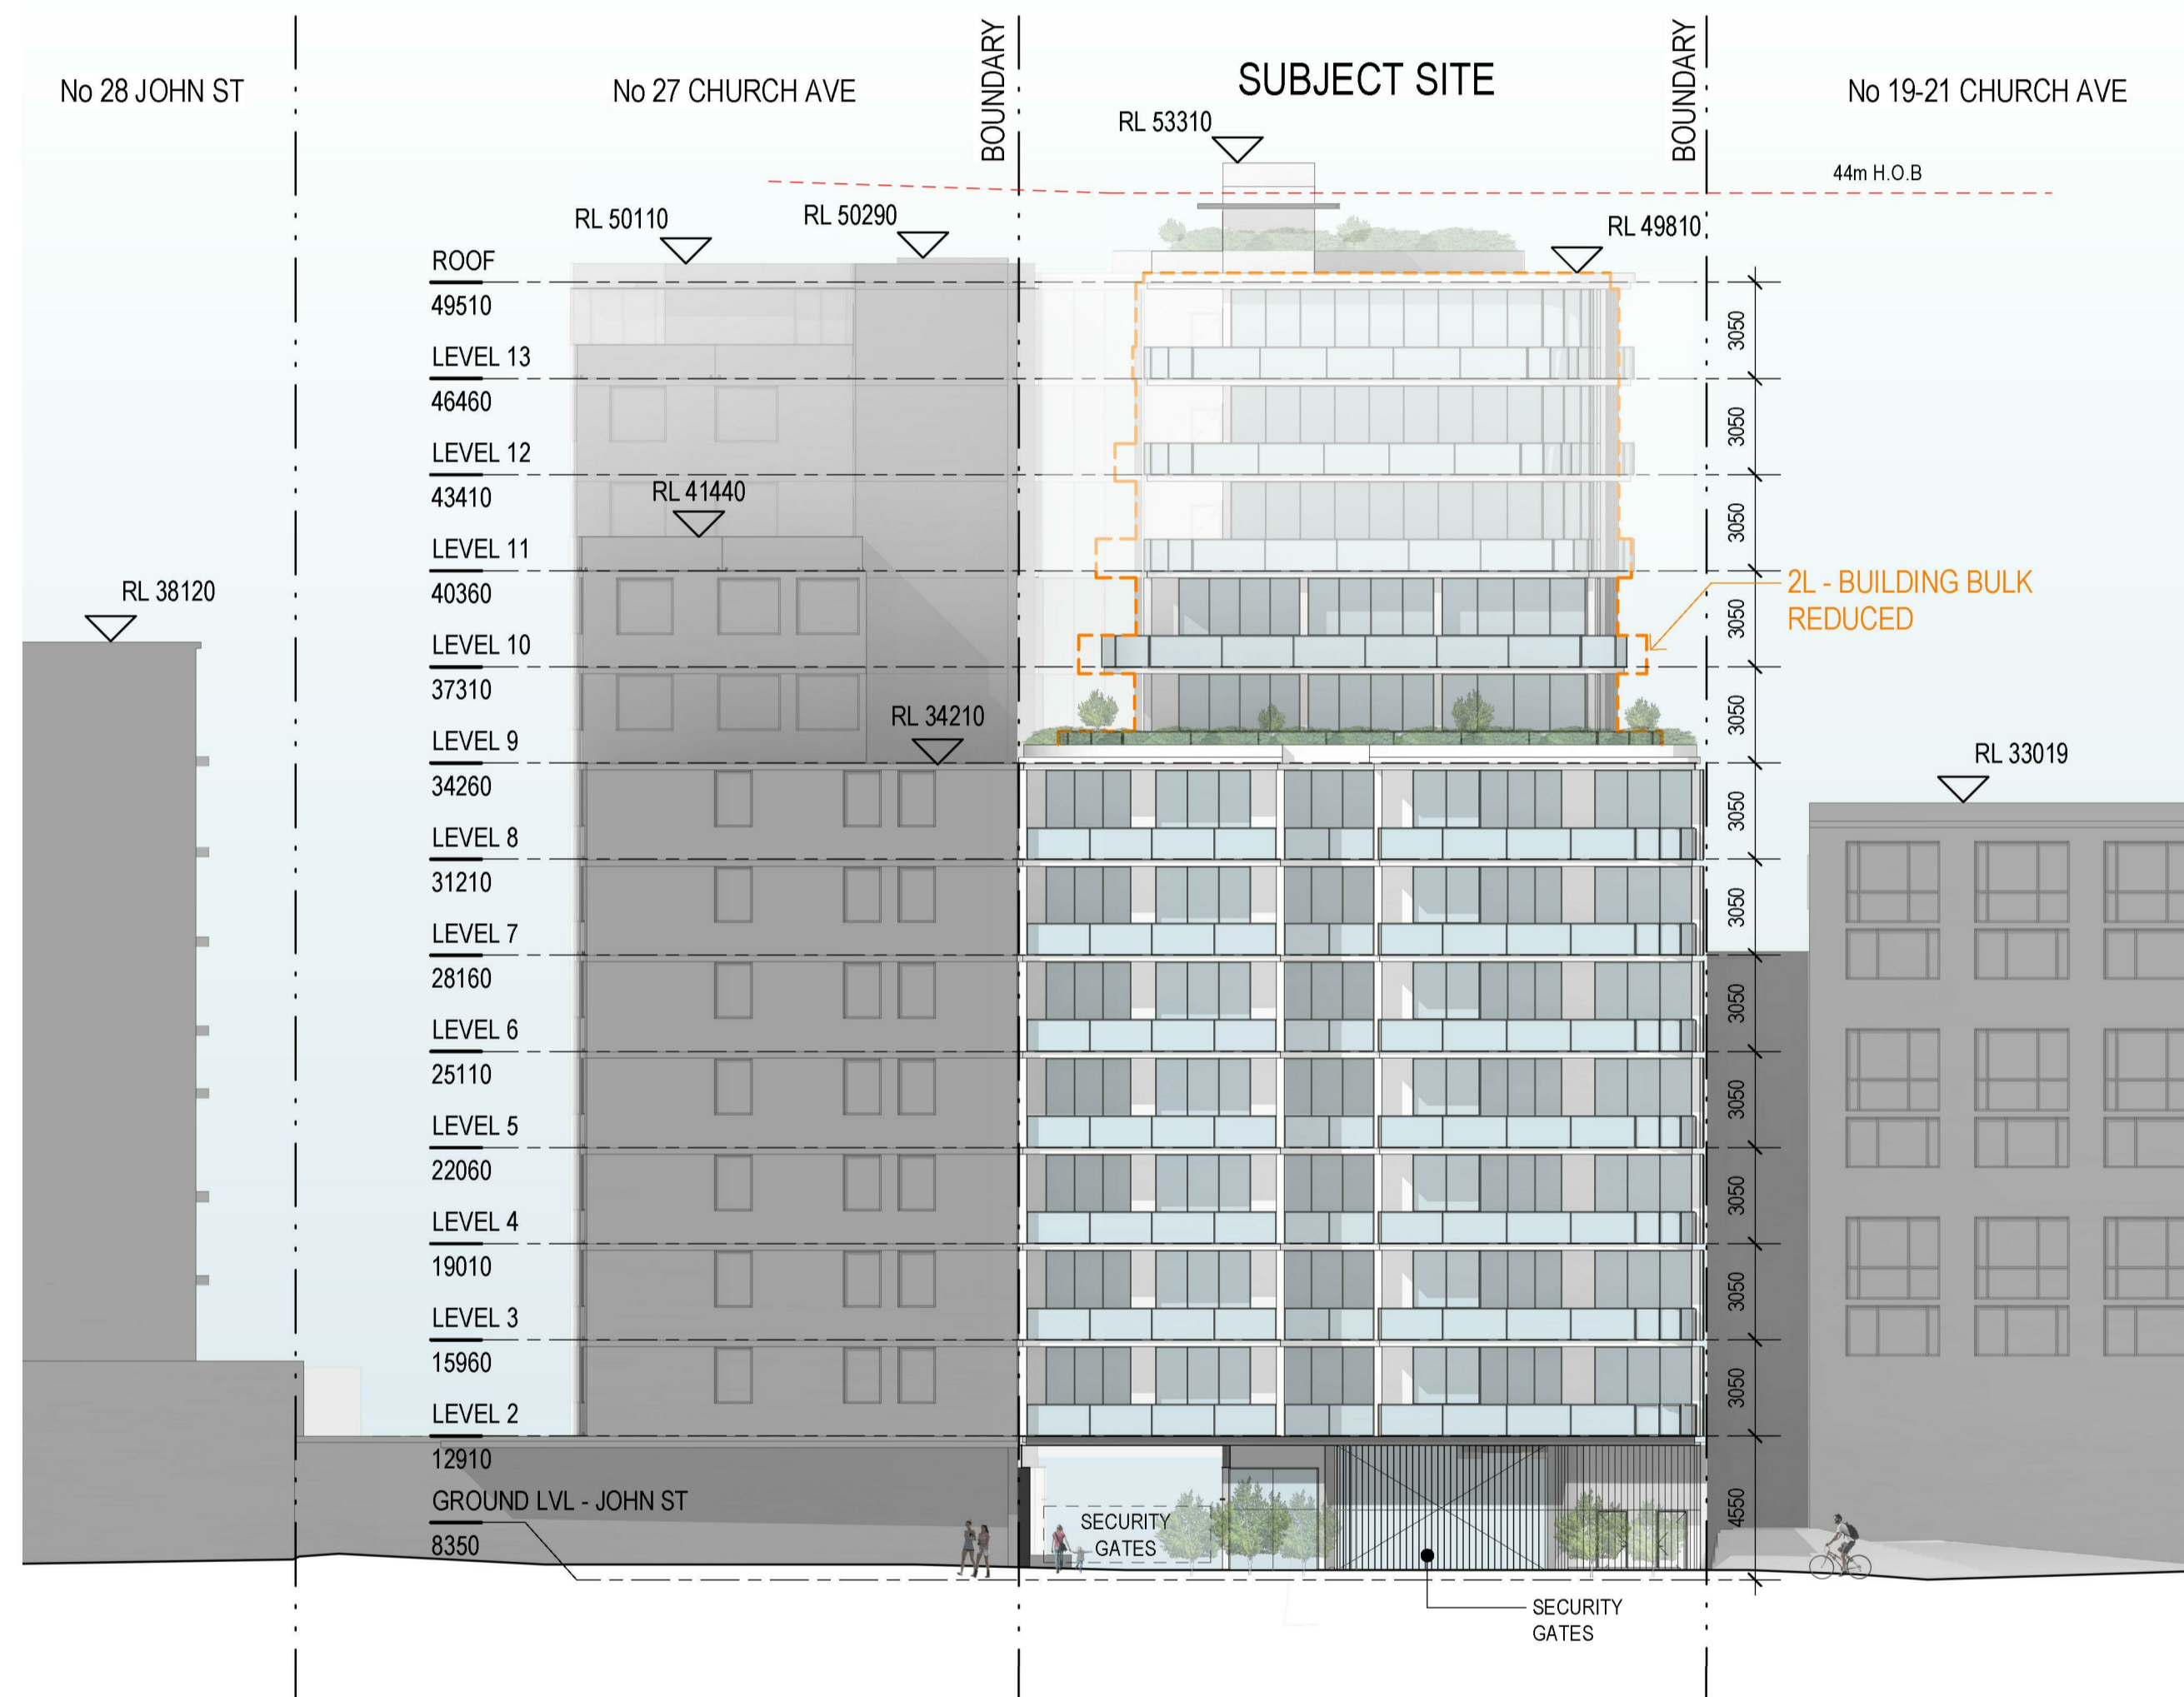 No 28 JOHN ST
No 27 CHURCH AVE
BOUNDARY
SUBJECT SITE
BOUNDARY
No 19-21 CHURCH AVE
RL 53310
44m H.O.B
RL 50110
RL 50290
RL 49810
ROOF
49510
3050
LEVEL 13
46460
3050
LEVEL 12
43410
RL 41440
3050
LEVEL 11
40360
RL 38120
2L - BUILDING BULK
REDUCED
3050
LEVEL 10
37310
RL 34210
3050
LEVEL 9
RL 33019
34260
3050
LEVEL 8
31210
3050
LEVEL 7
28160
3050
LEVEL 6
25110
3050
LEVEL 5
22060
3050
LEVEL 4
19010
3050
LEVEL 3
15960
3050
LEVEL 2
12910
GROUND LVL - JOHN ST
8350
4550
SECURITY
GATES
SECURITY
GATES